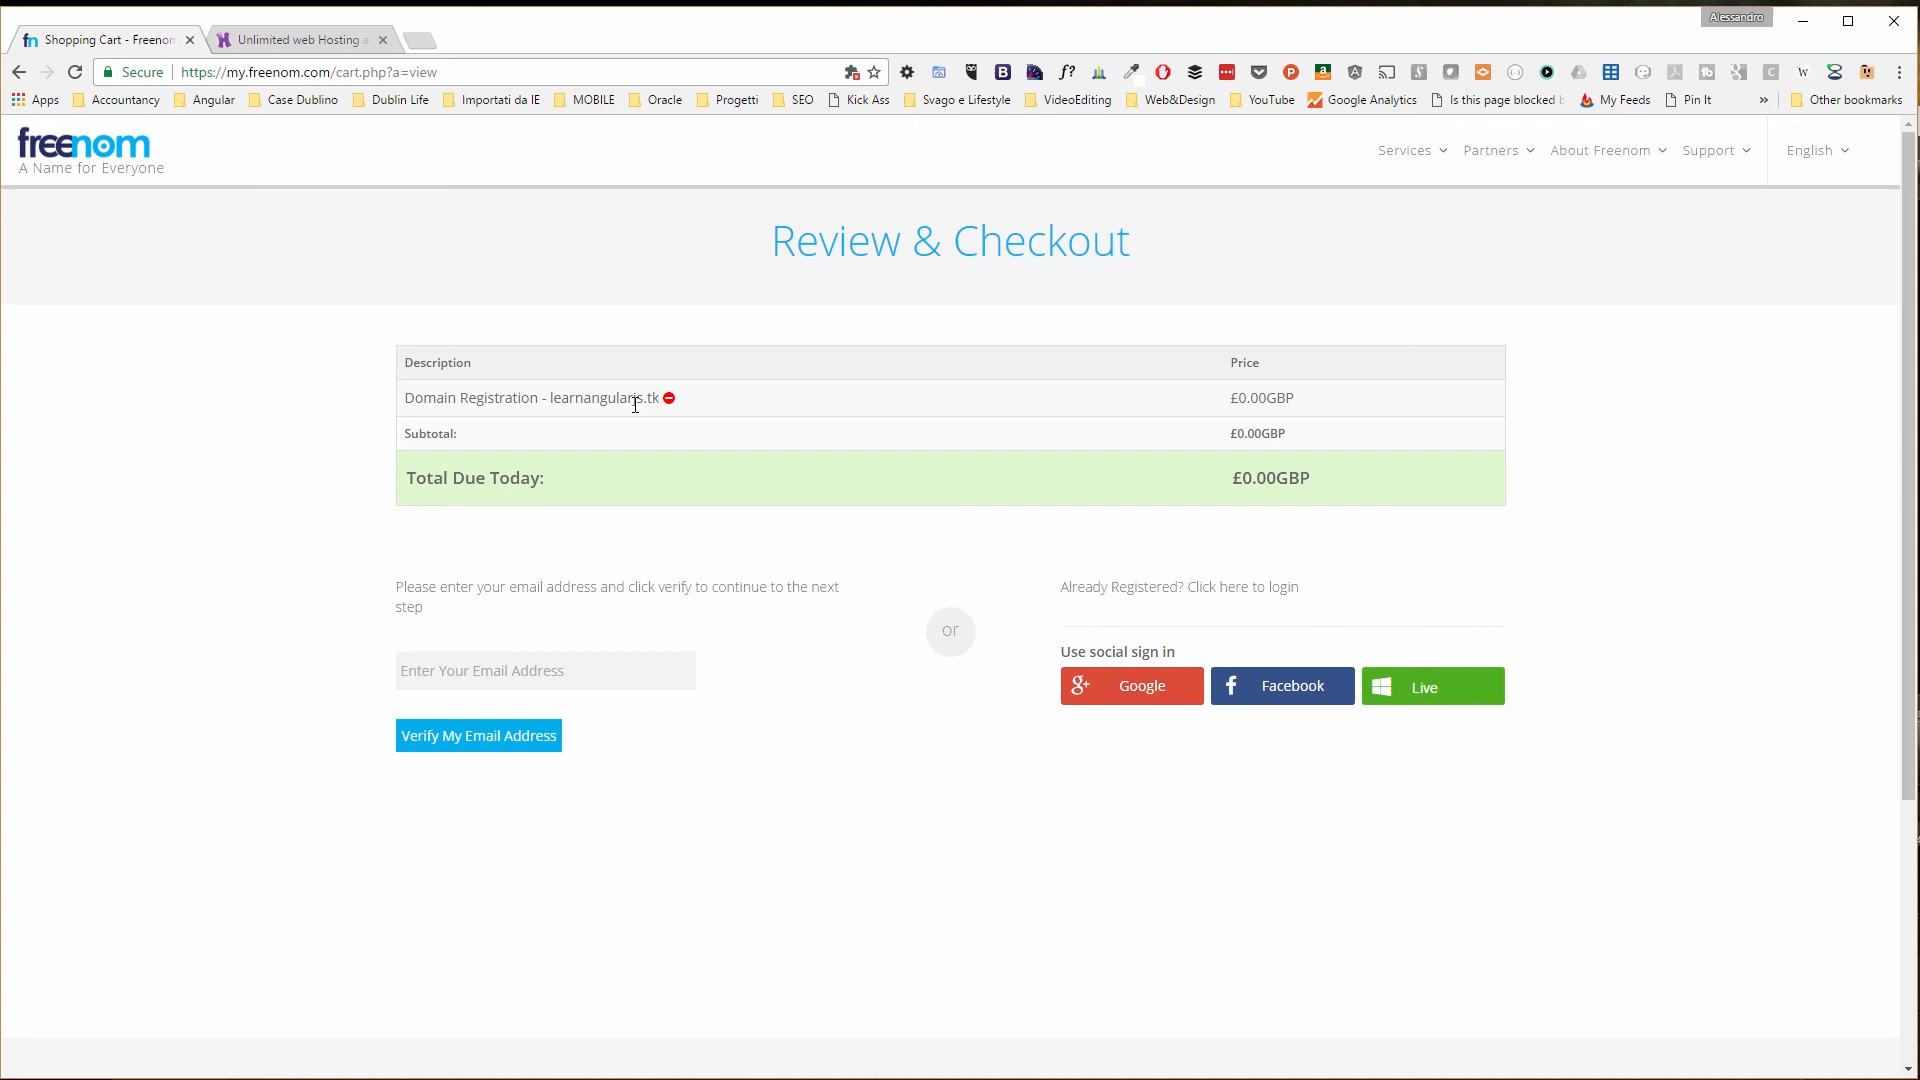 Alessandro
Shopping Cart - Freenom
Unlimited web Hosting a
Secure https://my.freenom.com/cart.php?a=view
Apps Accountancy Angular Case Dublino Dublin Life Importati da IE MOBILE Oracle Progetti SEO Kick Ass Svago e Lifestyle VideoEditing Web&Design YouTube Google Analytics Is this page blocked My Feeds Pin It » Other bookmarks
freenom
A Name for Everyone
Services Partners About Freenom Support English
Review & Checkout
Description Price
Domain Registration - learnangularjs.tk £0.00GBP
Subtotal: £0.00GBP
Total Due Today: £0.00GBP
Please enter your email address and click verify to continue to the next
step
or
Already Registered? Click here to login
Enter Your Email Address
Verify My Email Address
Use social sign in
Google Facebook Live